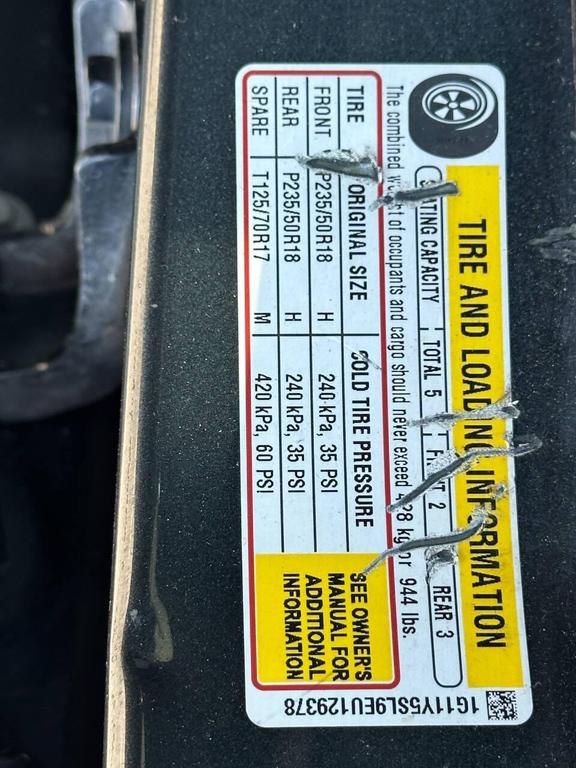 TIRE AND LOADING INFORMATION
SEATING CAPACITY TOTAL 5 FRONT 2 REAR 3
The combined weight of occupants and cargo should never exceed 428 kg or 944 lbs.
TIRE ORIGINAL SIZE COLD TIRE PRESSURE
FRONT P235/50R18 H 240 kPa, 35 PSI
REAR P235/50R18 H 240 kPa, 35 PSI
SPARE T125/70R17 M 420 kPa, 60 PSI
SEE OWNER'S
MANUAL FOR
ADDITIONAL
INFORMATION
1G11Y5SL9EU129378